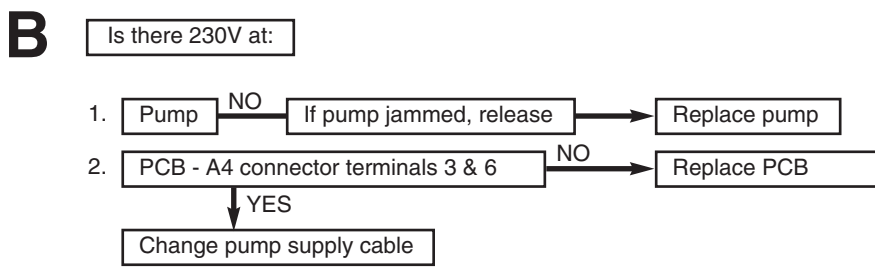 B
Is there 230V at:
1. Pump NO If pump jammed, release Replace pump
2. PCB - A4 connector terminals 3 & 6 NO Replace PCB
YES
Change pump supply cable